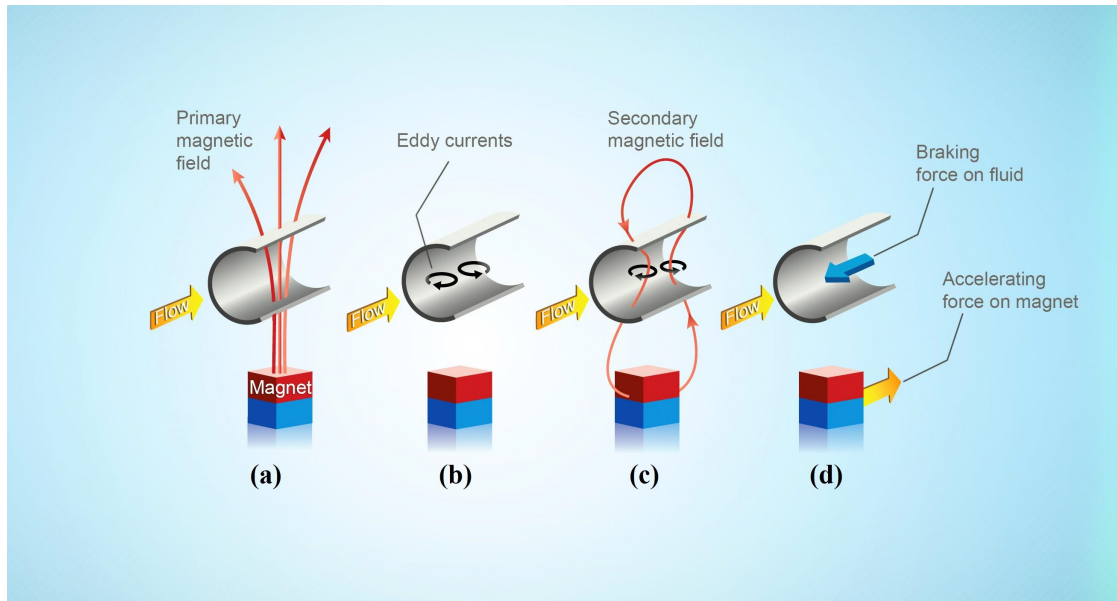 Primary
magnetic
field
Eddy currents
Secondary
magnetic field
Braking
force on fluid
Accelerating
force on magnet
Flow
Flow
Flow
Flow
Magnet
(a)
(b)
(c)
(d)